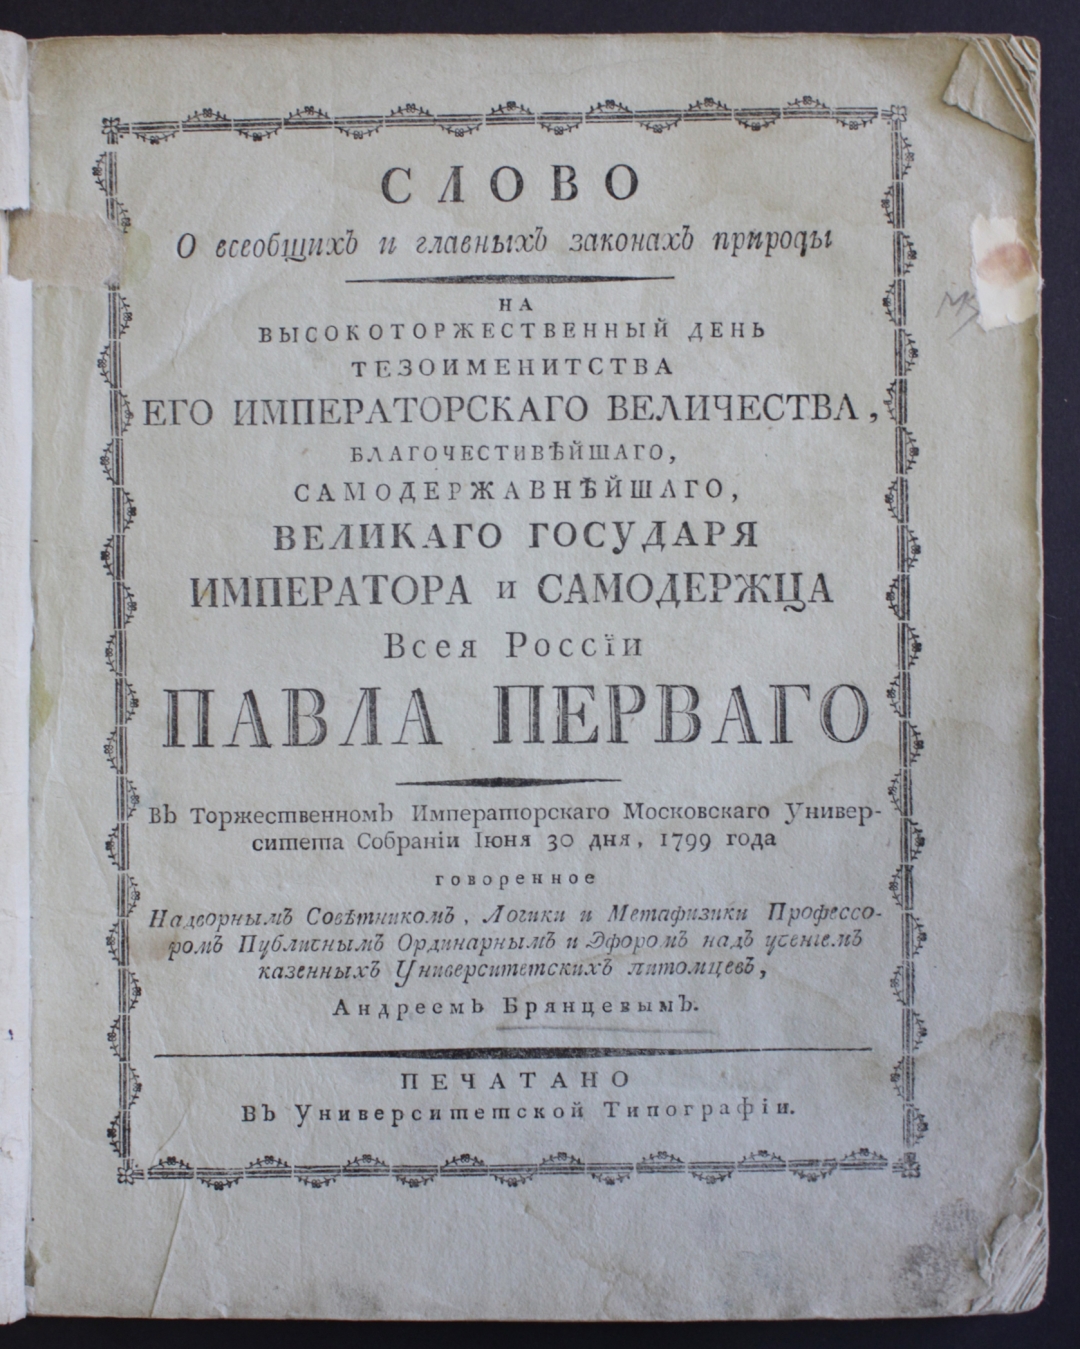 СЛОВО
О всеобщихъ и главныхъ законахъ природы
НА
ВЫСОКОТОРЖЕСТВЕННЫЙ ДЕНЬ
ТЕЗОИМЕНИТСТВА
ЕГО ИМПЕРАТОРСКАГО ВЕЛИЧЕСТВА,
БЛАГОЧЕСТИВѢЙШАГО,
САМОДЕРЖАВНѢЙШАГО,
ВЕЛИКАГО ГОСУДАРЯ
ИМПЕРАТОРА и САМОДЕРЖЦА
Всея Россїи
ПАВЛА ПЕРВАГО
Въ Торжественномъ Императорскаго Московскаго Универ-
ситета Собраніи Іюня 30 дня, 1799 года
говоренное
Надворнымъ Совѣтникомъ, Логики и Метафизики Профессо-
ромъ Публичнымъ Ординарнымъ и Эфоромъ надъ ученіемъ
казенныхъ Университетскихъ питомцевъ,
Андреемъ Брянцевымъ.
ПЕЧАТАНО
Въ Университетской Типографіи.